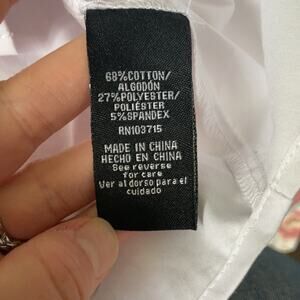 68%COTTON/
ALGODÓN
27%POLYESTER/
POLIÉSTER
5%SPANDEX
RN103715
MADE IN CHINA
HECHO EN CHINA
See reverse
for care
Ver al dorso para el
cuidado